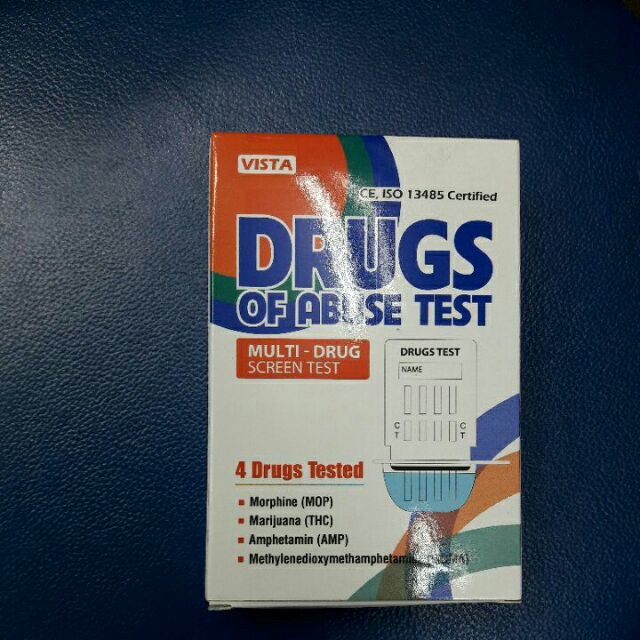 VISTA
CE, ISO 13485 Certified
DRUGS
OF ABUSE TEST
MULTI - DRUG
SCREEN TEST
DRUGS TEST
NAME
C C
T T
4 Drugs Tested
Morphine (MOP)
Marijuana (THC)
Amphetamin (AMP)